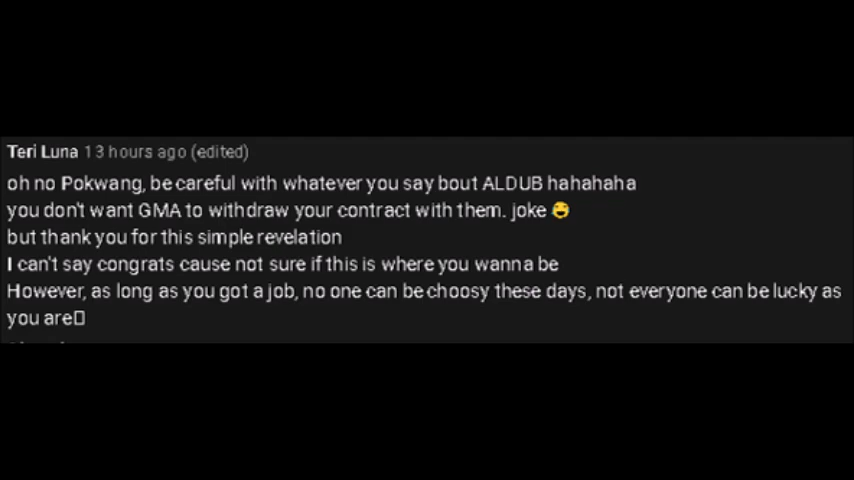 Teri Luna 13 hours ago (edited)
oh no Pokwang, be careful with whatever you say bout ALDUB hahahaha
you don't want GMA to withdraw your contract with them. joke 😂
but thank you for this simple revelation
I can't say congrats cause not sure if this is where you wanna be
However, as long as you got a job, no one can be choosy these days, not everyone can be lucky as
you are▯